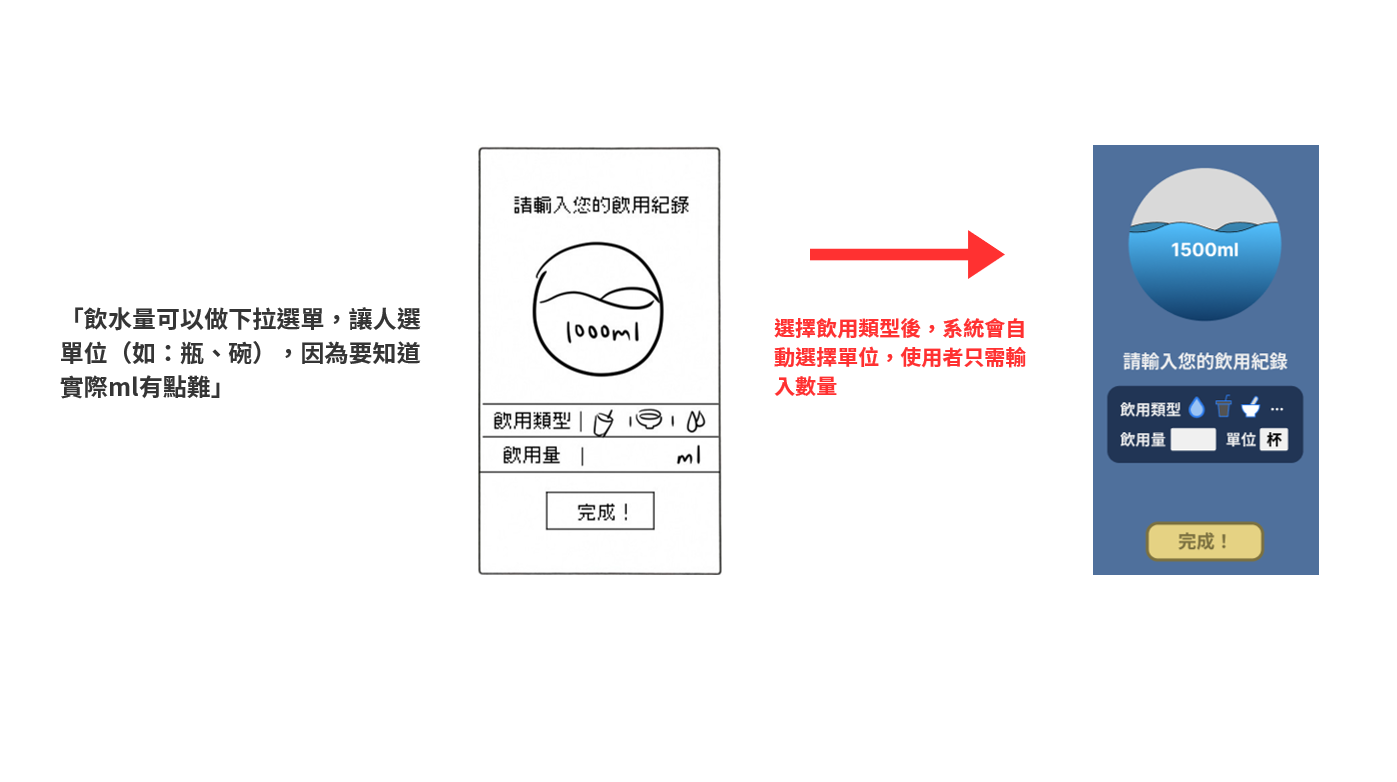 「飲水量可以做下拉選單，讓人選
單位（如：瓶、碗），因為要知道
實際ml有點難」
請輸入您的飲用紀錄
1000ml
飲用類型
飲用量 ml
完成！
選擇飲用類型後，系統會自
動選擇單位，使用者只需輸
入數量
1500ml
請輸入您的飲用紀錄
飲用類型 ...
飲用量 單位 杯
完成！